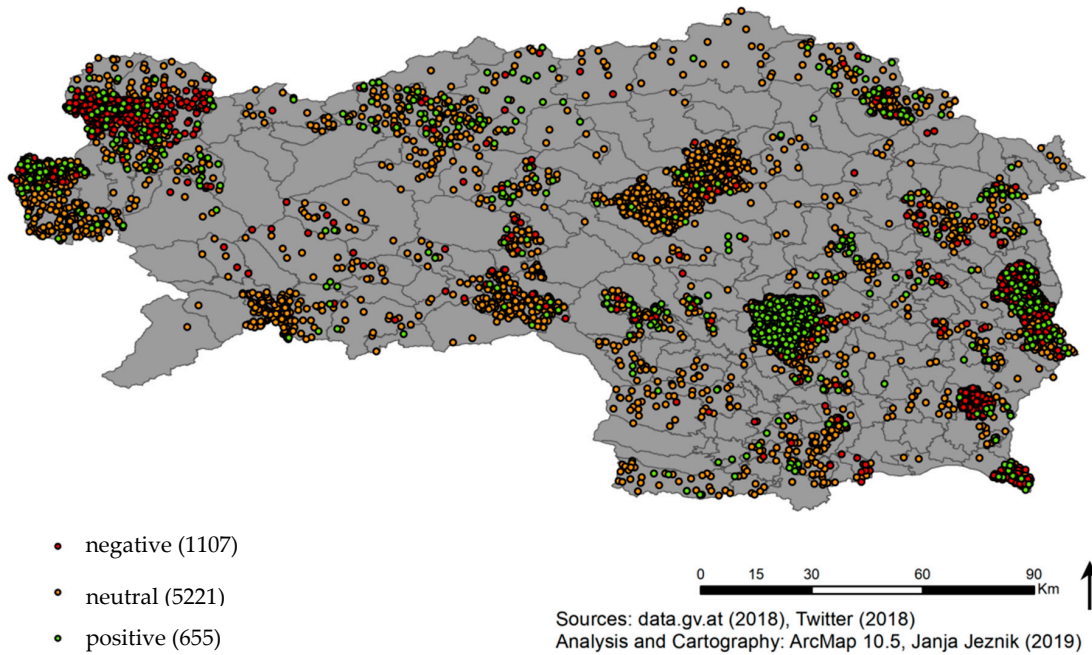 negative (1107)
neutral (5221)
positive (655)
0 15 30 60 90
Km
Sources: data.gv.at (2018), Twitter (2018)
Analysis and Cartography: ArcMap 10.5, Janja Jeznik (2019)